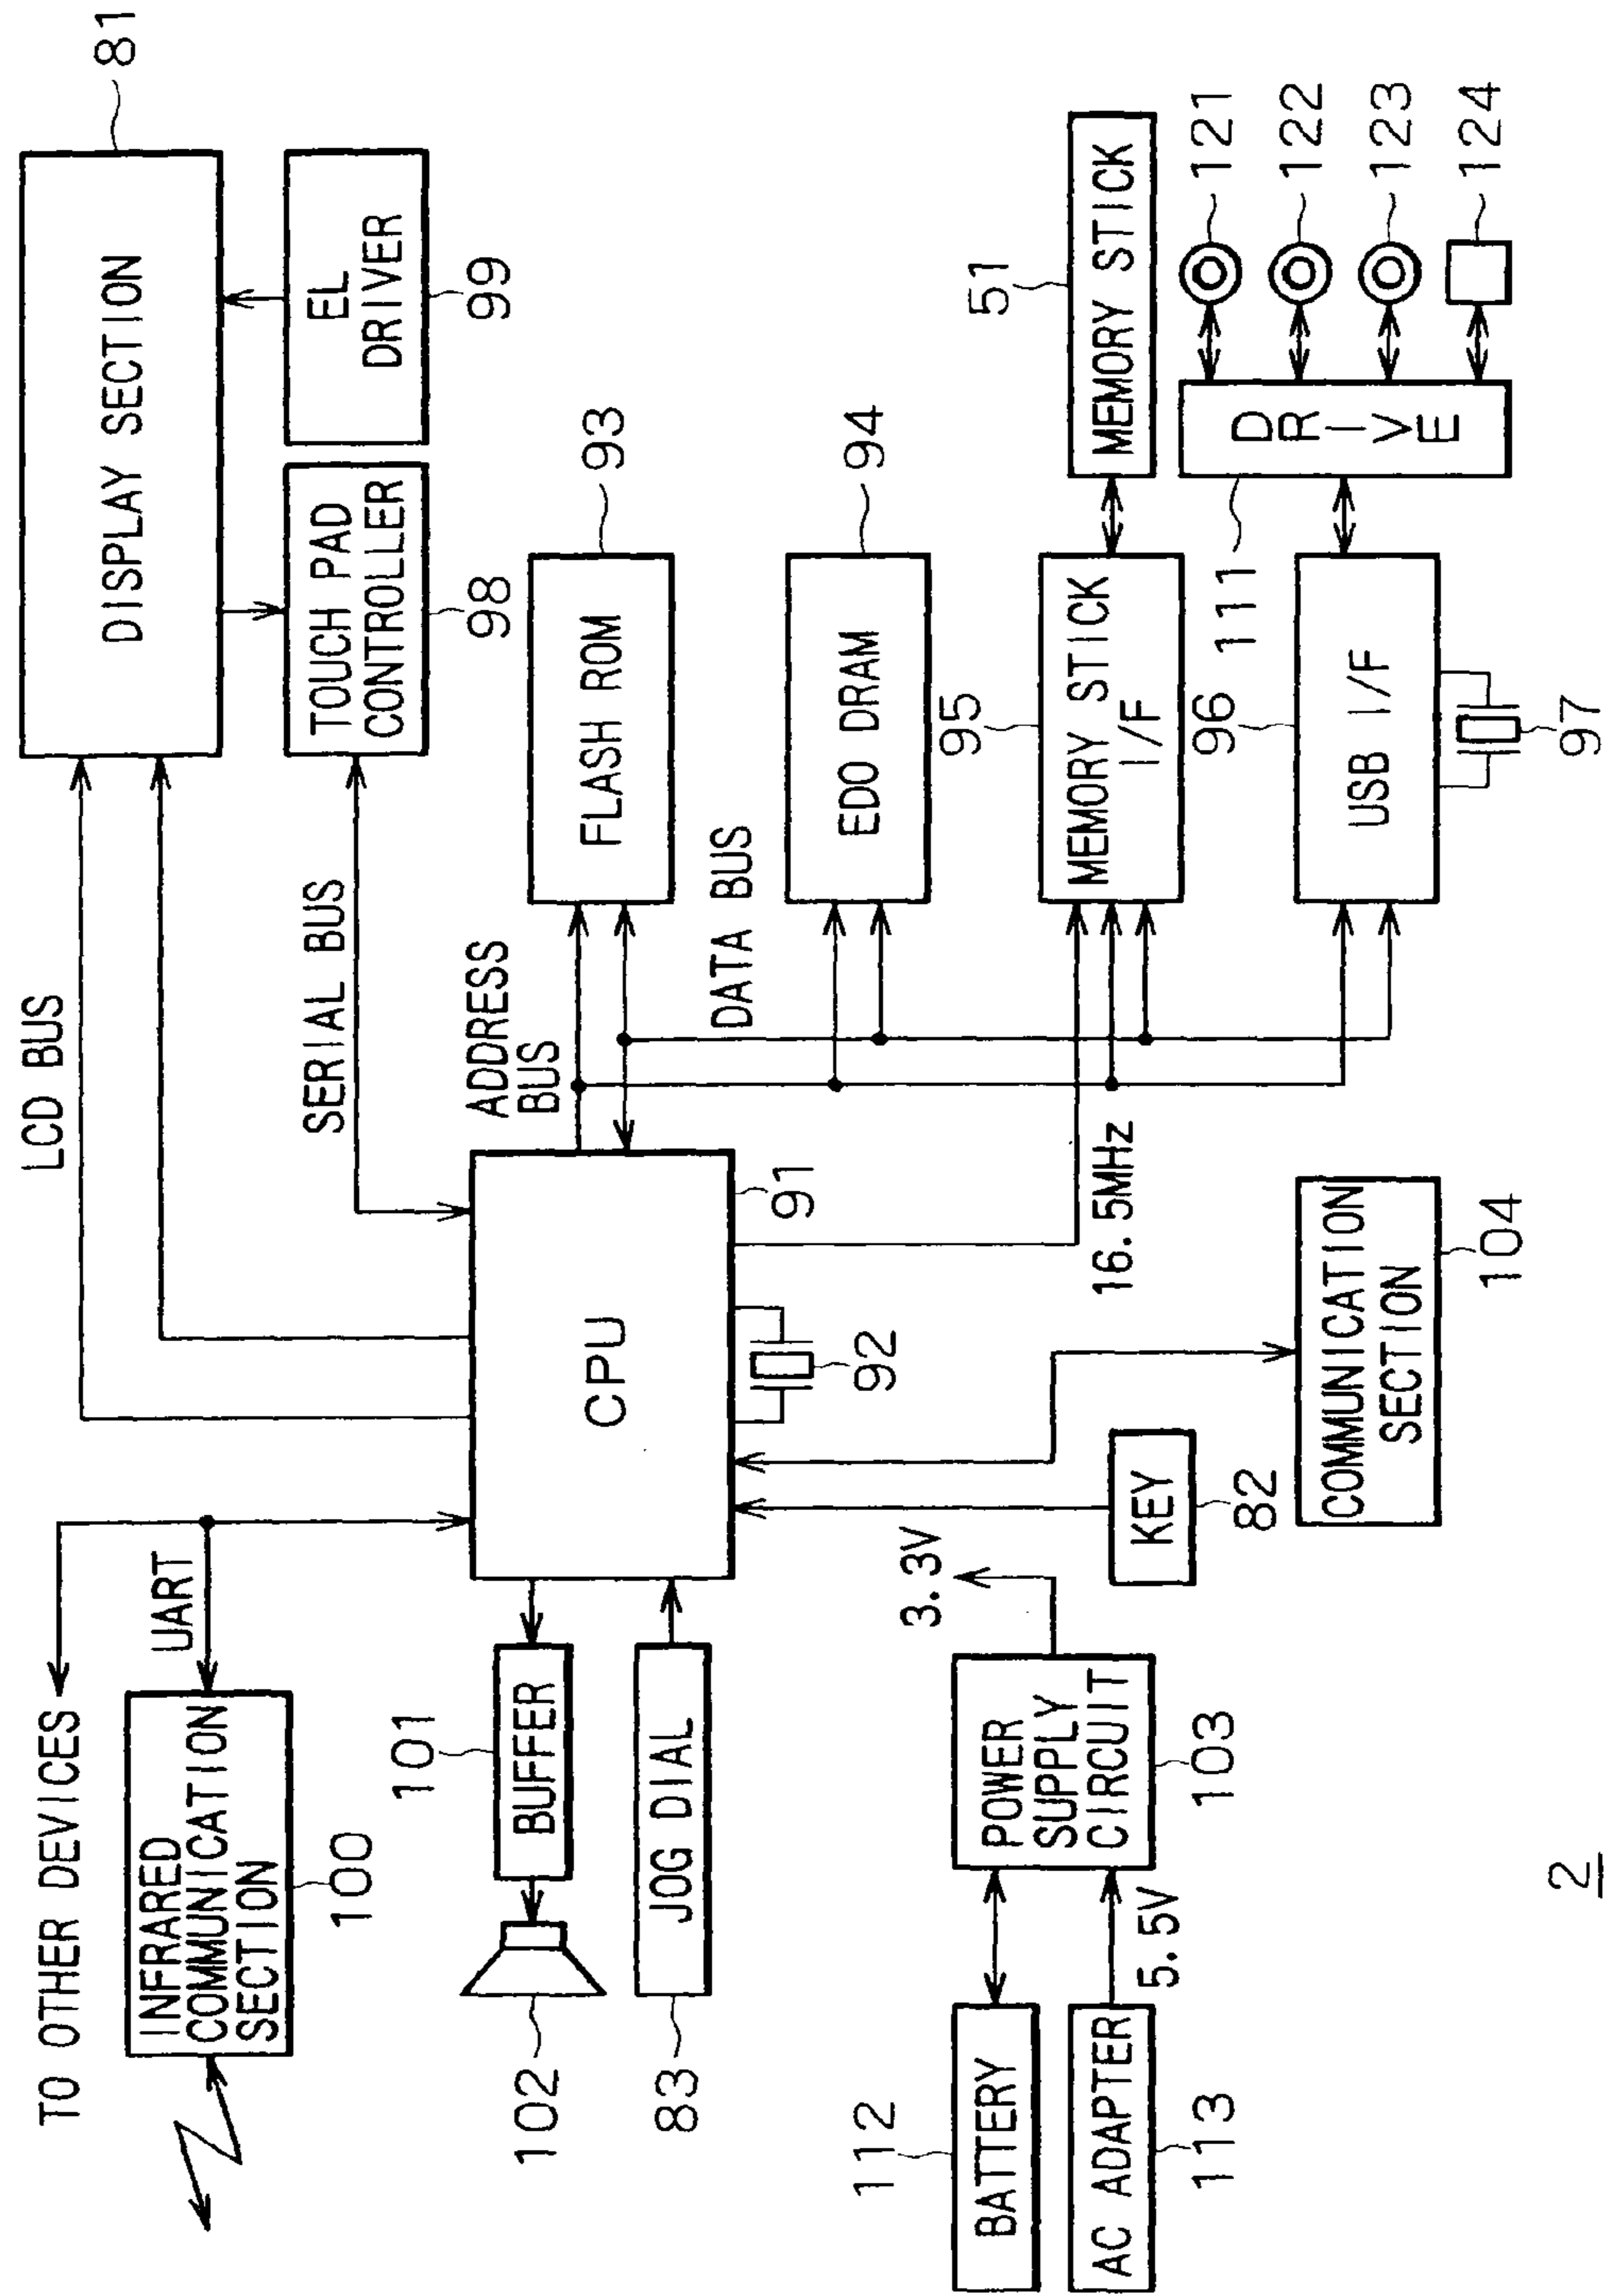 TO OTHER DEVICES
INFRARED
COMMUNICATION
SECTION
100
UART
LCD BUS
DISPLAY SECTION
81
SERIAL BUS
TOUCH PAD
CONTROLLER
98
EL
DRIVER
99
102
101
BUFFER
83
JOG DIAL
CPU
91
92
ADDRESS
BUS
FLASH ROM
93
DATA BUS
EDO DRAM
94
95
MEMORY STICK
I/F
51
MEMORY STICK
16.5MHz
96
USB I/F
97
111
DRIVE
121
122
123
124
112
BATTERY
AC ADAPTER
113
5.5V
POWER
SUPPLY
CIRCUIT
103
3.3V
KEY
82
COMMUNICATION
SECTION
104
2